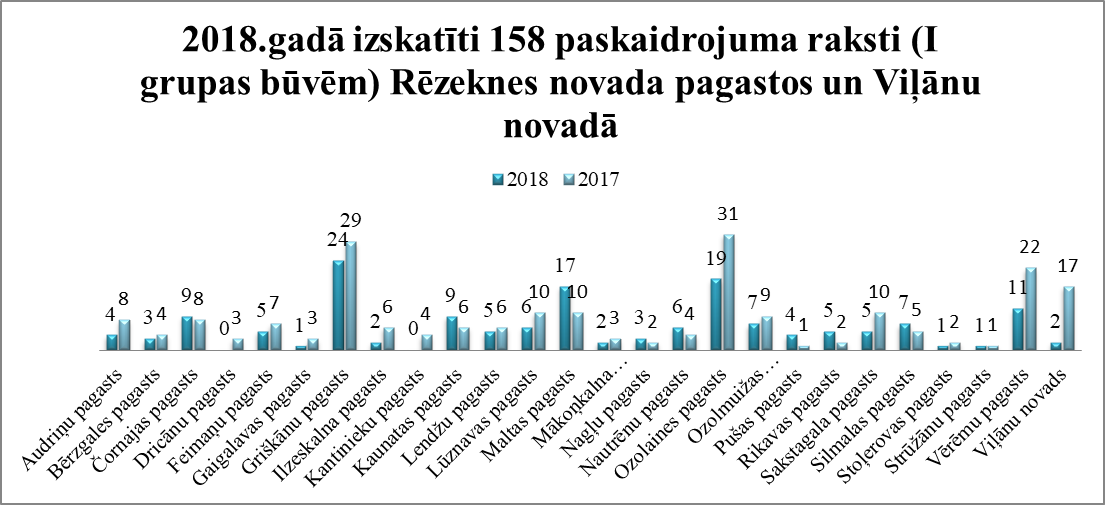 2018.gadā izskatīti 158 paskaidrojuma raksti (I
grupas būvēm) Rēzeknes novada pagastos un Viļānu
novadā
2018 2017
4 8 3 4 9 8 0 3 5 7 1 3 24 29 2 6 0 4 9 6 5 6 6 10 17 10 2 3 3 2 6 4 19 31 7 9 4 1 5 2 5 10 7 5 1 2 1 1 11 22 2 17
Audriņu pagasts
Bērzgales pagasts
Čornajas pagasts
Dricānu pagasts
Feimaņu pagasts
Gaigalavas pagasts
Griškānu pagasts
Ilzeskalna pagasts
Kantinieku pagasts
Kaunatas pagasts
Lendžu pagasts
Lūznavas pagasts
Maltas pagasts
Mākoņkalna…
Nagļu pagasts
Nautrēnu pagasts
Ozolaines pagasts
Ozolmuižas…
Pušas pagasts
Rikavas pagasts
Sakstagala pagasts
Silmalas pagasts
Stoļerovas pagasts
Strūžānu pagasts
Vērēmu pagasts
Viļānu novads